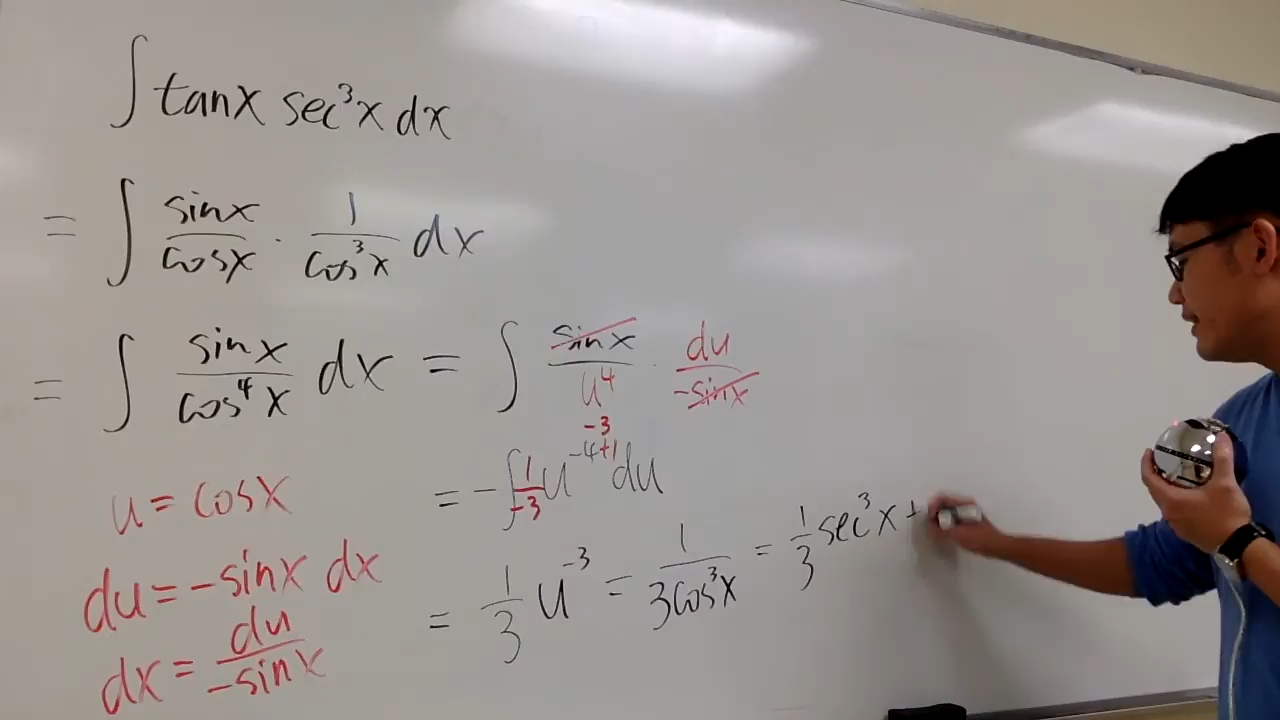 ∫ tanx sec³x dx
= ∫ sinx/cosx · 1/cos³x dx
= ∫ sinx/cos⁴x dx = ∫ sinx/u⁴ · du/-sinx
u = cosx
du = -sinx dx
dx = du/-sinx
-3
= -∫ 1/-3 u⁻⁴⁺¹ du
= 1/3 u⁻³ = 1/3cos³x = 1/3 sec³x +